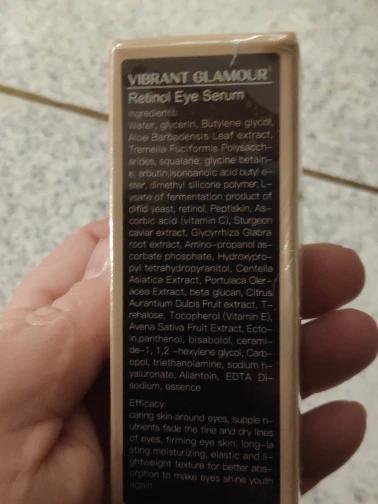 VIBRANT GLAMOUR
Retinol Eye Serum
Ingredients:
Water, glycerin, Butylene glycol,
Aloe Barbadensis Leaf extract,
Tremella Fuciformis Polysacch-
arides, squalane, glycine betain-
e, erbutin,isononanoic acid butyl e-
ster, dimethyl silicone polymer, L-
ysate of fermentation product of
difid yeast, retinol, Peptiskin, As-
corbic acid (vitamin C), Sturgeon
caviar extract, Glycyrrhiza Glabra
root extract, Amino-propanol as-
corbate phosphate, Hydroxypro-
pyl tetrahydropyranitol, Centella
Asiatica Extract, Portulaca Oler-
acea Extract, beta glucan, Citrus
Aurantium Dulcis Fruit extract, T-
rehalose, Tocopherol (Vitamin E),
Avena Sativa Fruit Extract, Ecto-
in,panthenol, bisabolol, cerami-
de-1, 1,2 -hexylene glycol, Carb-
opol, triethanolamine, sodium h-
yaluronate, Allantoin, EDTA Di-
sodium, essence
Efficacy:
caring skin around eyes, supple n-
utrients fade the fine and dry lines
of eyes, firming eye skin, long-la
sting moisturizing, elastic and li-
ghtweight texture for better abs-
orption to make eyes shine youth
again